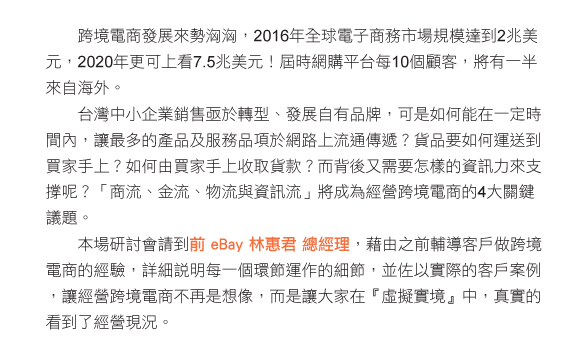 跨境電商發展來勢洶洶，2016年全球電子商務市場規模達到2兆美
元，2020年更可上看7.5兆美元！屆時網購平台每10個顧客，將有一半
來自海外。
台灣中小企業銷售亟於轉型、發展自有品牌，可是如何能在一定時
間內，讓最多的產品及服務品項於網路上流通傳遞？貨品要如何運送到
買家手上？如何由買家手上收取貨款？而背後又需要怎樣的資訊力來支
撐呢？「商流、金流、物流與資訊流」將成為經營跨境電商的4大關鍵
議題。
本場研討會請到前 eBay 林惠君 總經理，藉由之前輔導客戶做跨境
電商的經驗，詳細說明每一個環節運作的細節，並佐以實際的客戶案例
，讓經營跨境電商不再是想像，而是讓大家在『虛擬實境』中，真實的
看到了經營現況。